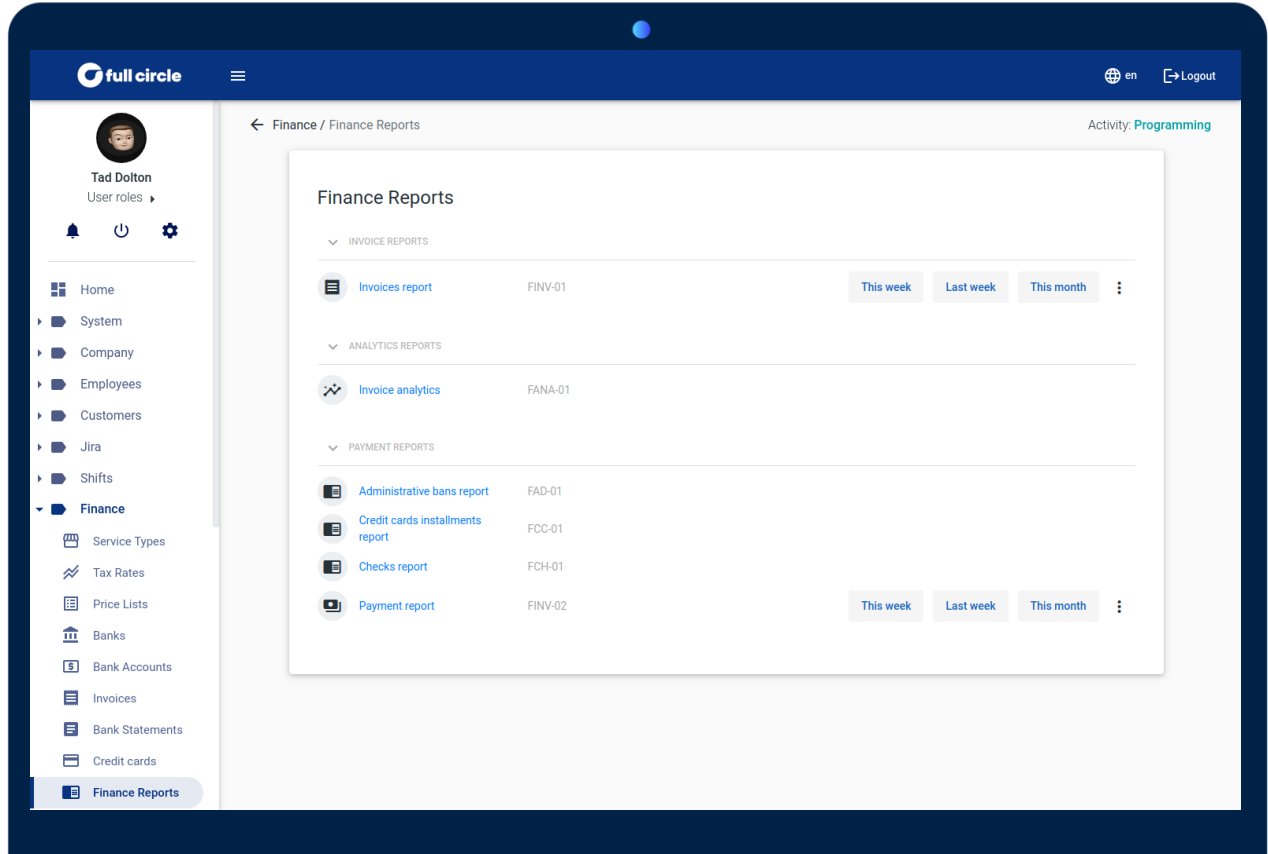 full circle
en
Logout
Tad Dolton
User roles
Home
System
Company
Employees
Customers
Jira
Shifts
Finance
Service Types
Tax Rates
Price Lists
Banks
Bank Accounts
Invoices
Bank Statements
Credit cards
Finance Reports
Finance / Finance Reports
Activity: Programming
Finance Reports
INVOICE REPORTS
Invoices report FINV-01 This week Last week This month
ANALYTICS REPORTS
Invoice analytics FANA-01
PAYMENT REPORTS
Administrative bans report FAD-01
Credit cards installments
report FCC-01
Checks report FCH-01
Payment report FINV-02 This week Last week This month